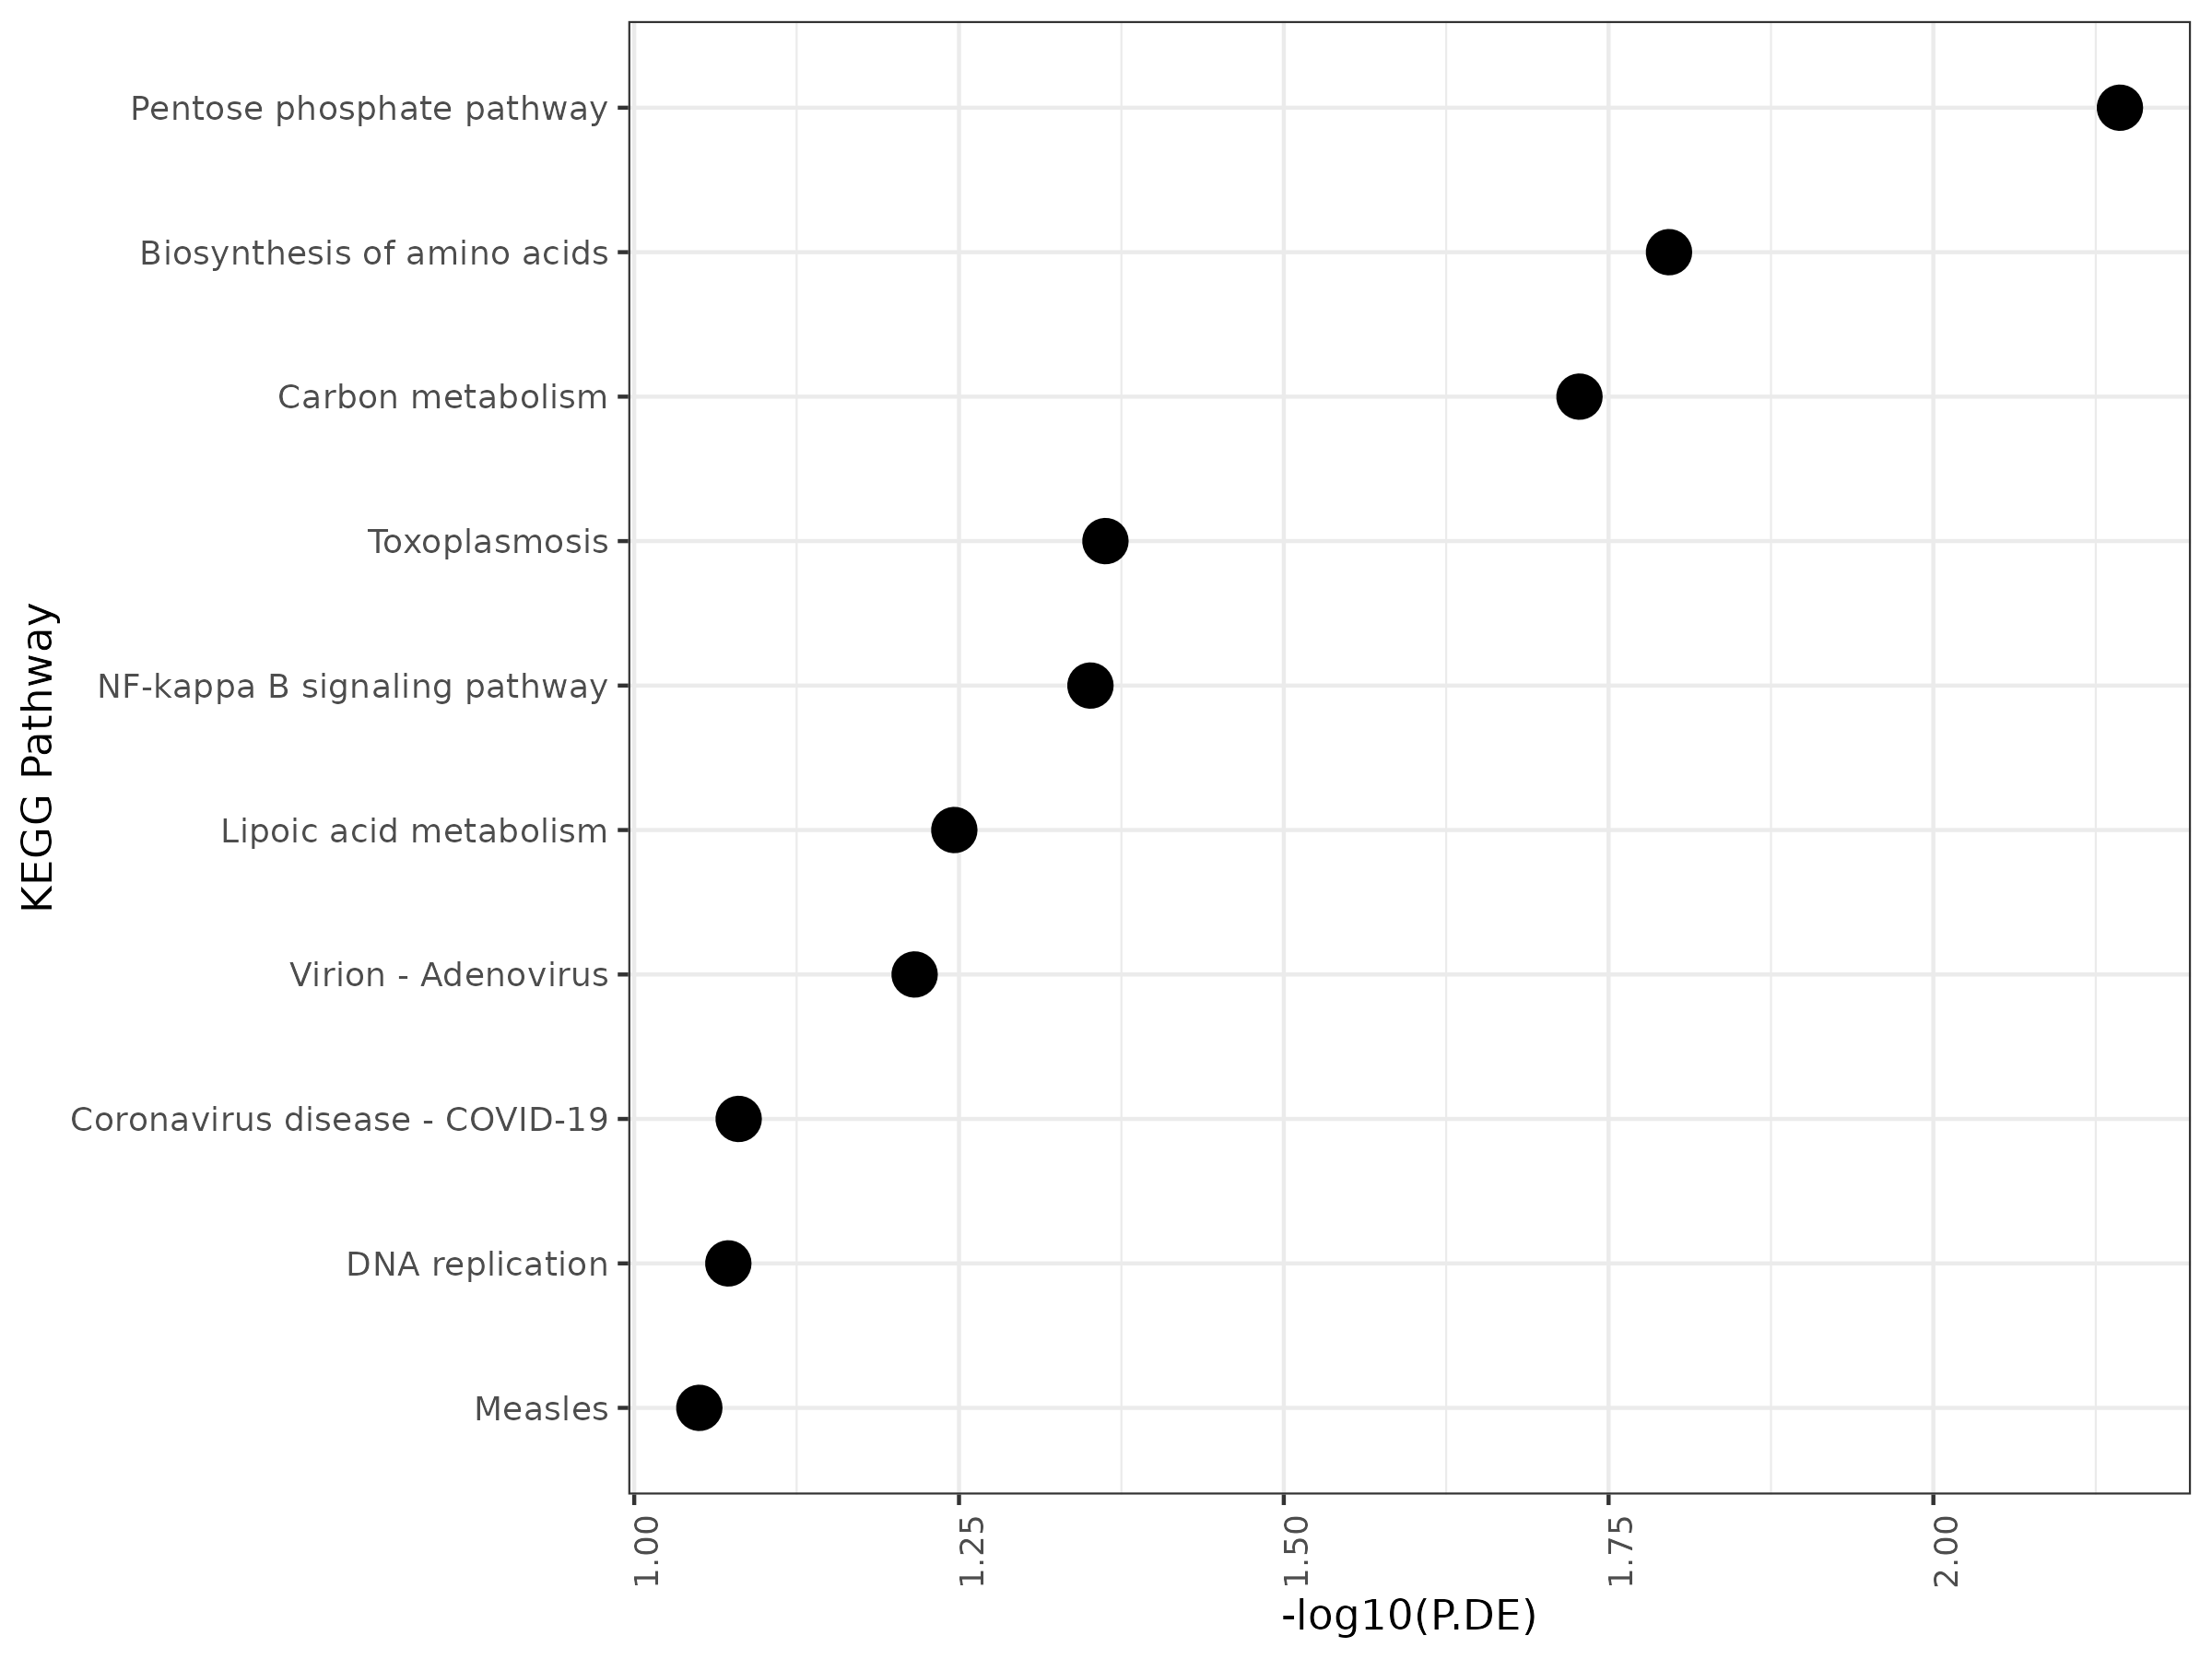 KEGG Pathway
Pentose phosphate pathway
Biosynthesis of amino acids
Carbon metabolism
Toxoplasmosis
NF-kappa B signaling pathway
Lipoic acid metabolism
Virion - Adenovirus
Coronavirus disease - COVID-19
DNA replication
Measles
1.00
1.25
1.50
1.75
2.00
-log10(P.DE)